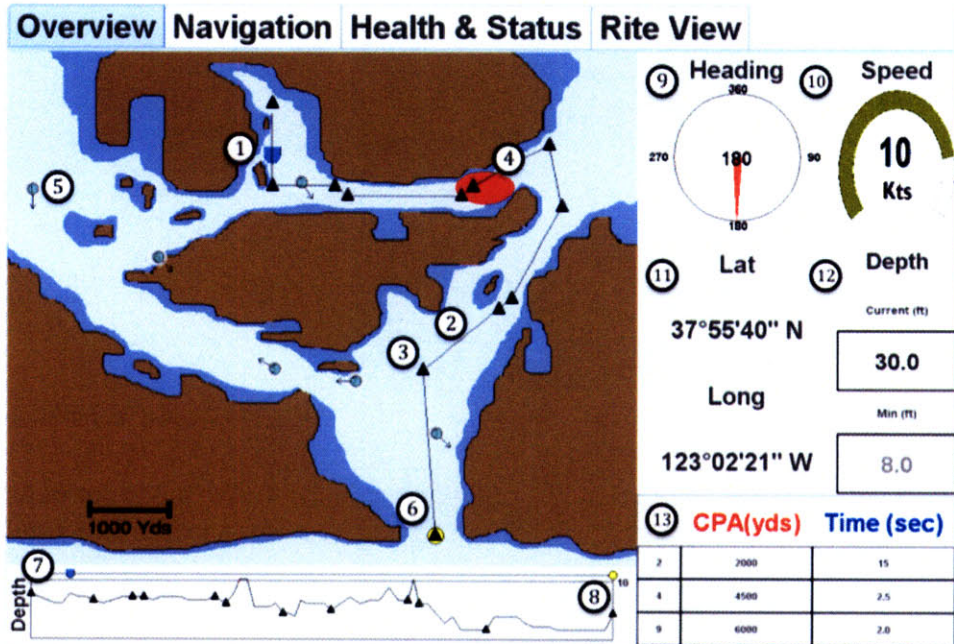 Overview Navigation Health & Status Rite View
1
2
3
4
5
6
1000 Yds
7
8
Depth
10
9 Heading
360
270 180 90
180
10 Speed
10
Kts
11 Lat
37°55'40" N
Long
123°02'21" W
12 Depth
Current (ft)
30.0
Min (ft)
8.0
13 CPA(yds) Time (sec)
2 2000 15
4 4500 2.5
9 6000 2.0